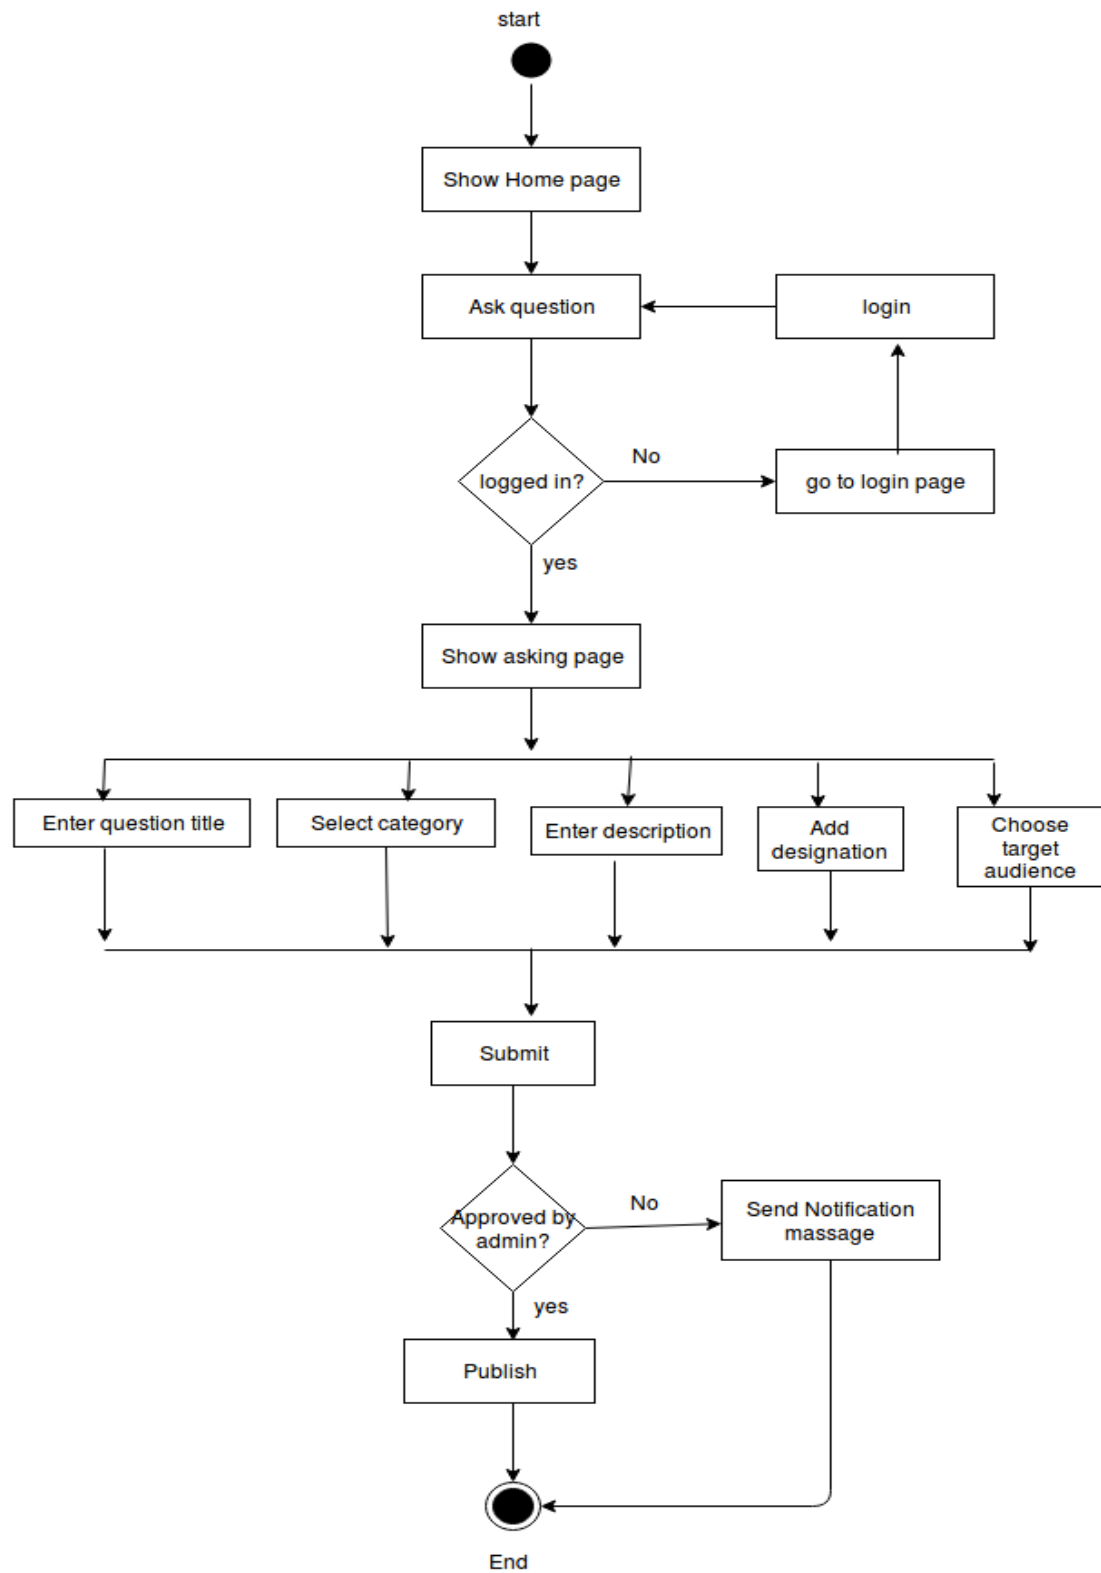 start
Show Home page
Ask question
login
logged in?
No
go to login page
yes
Show asking page
Enter question title
Select category
Enter description
Add
designation
Choose
target
audience
Submit
Approved by
admin?
No
Send Notification
massage
yes
Publish
End